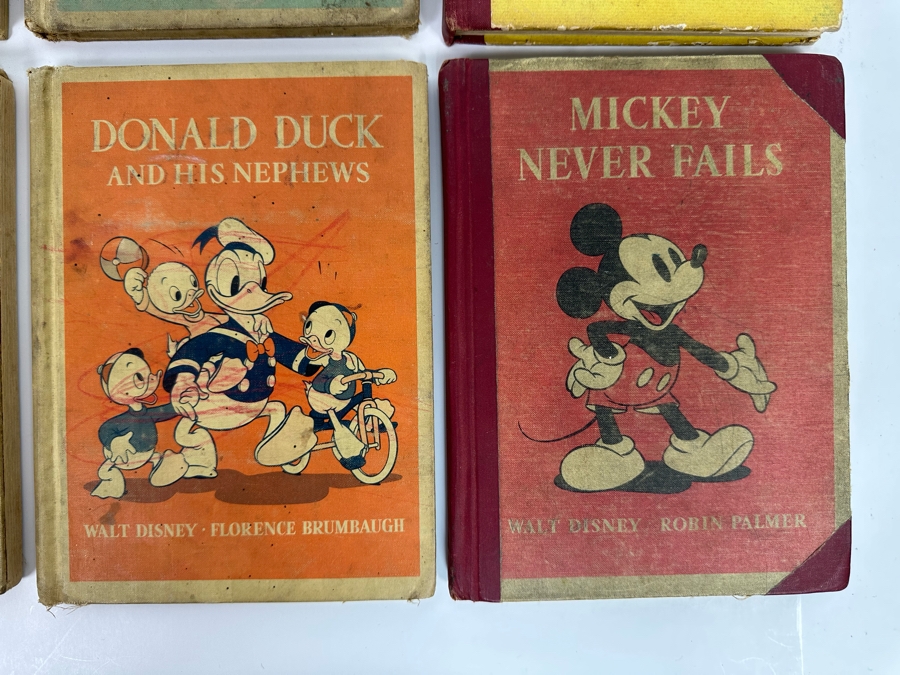 DONALD DUCK
AND HIS NEPHEWS
WALT DISNEY · FLORENCE BRUMBAUGH
MICKEY
NEVER FAILS
WALT DISNEY · ROBIN PALMER